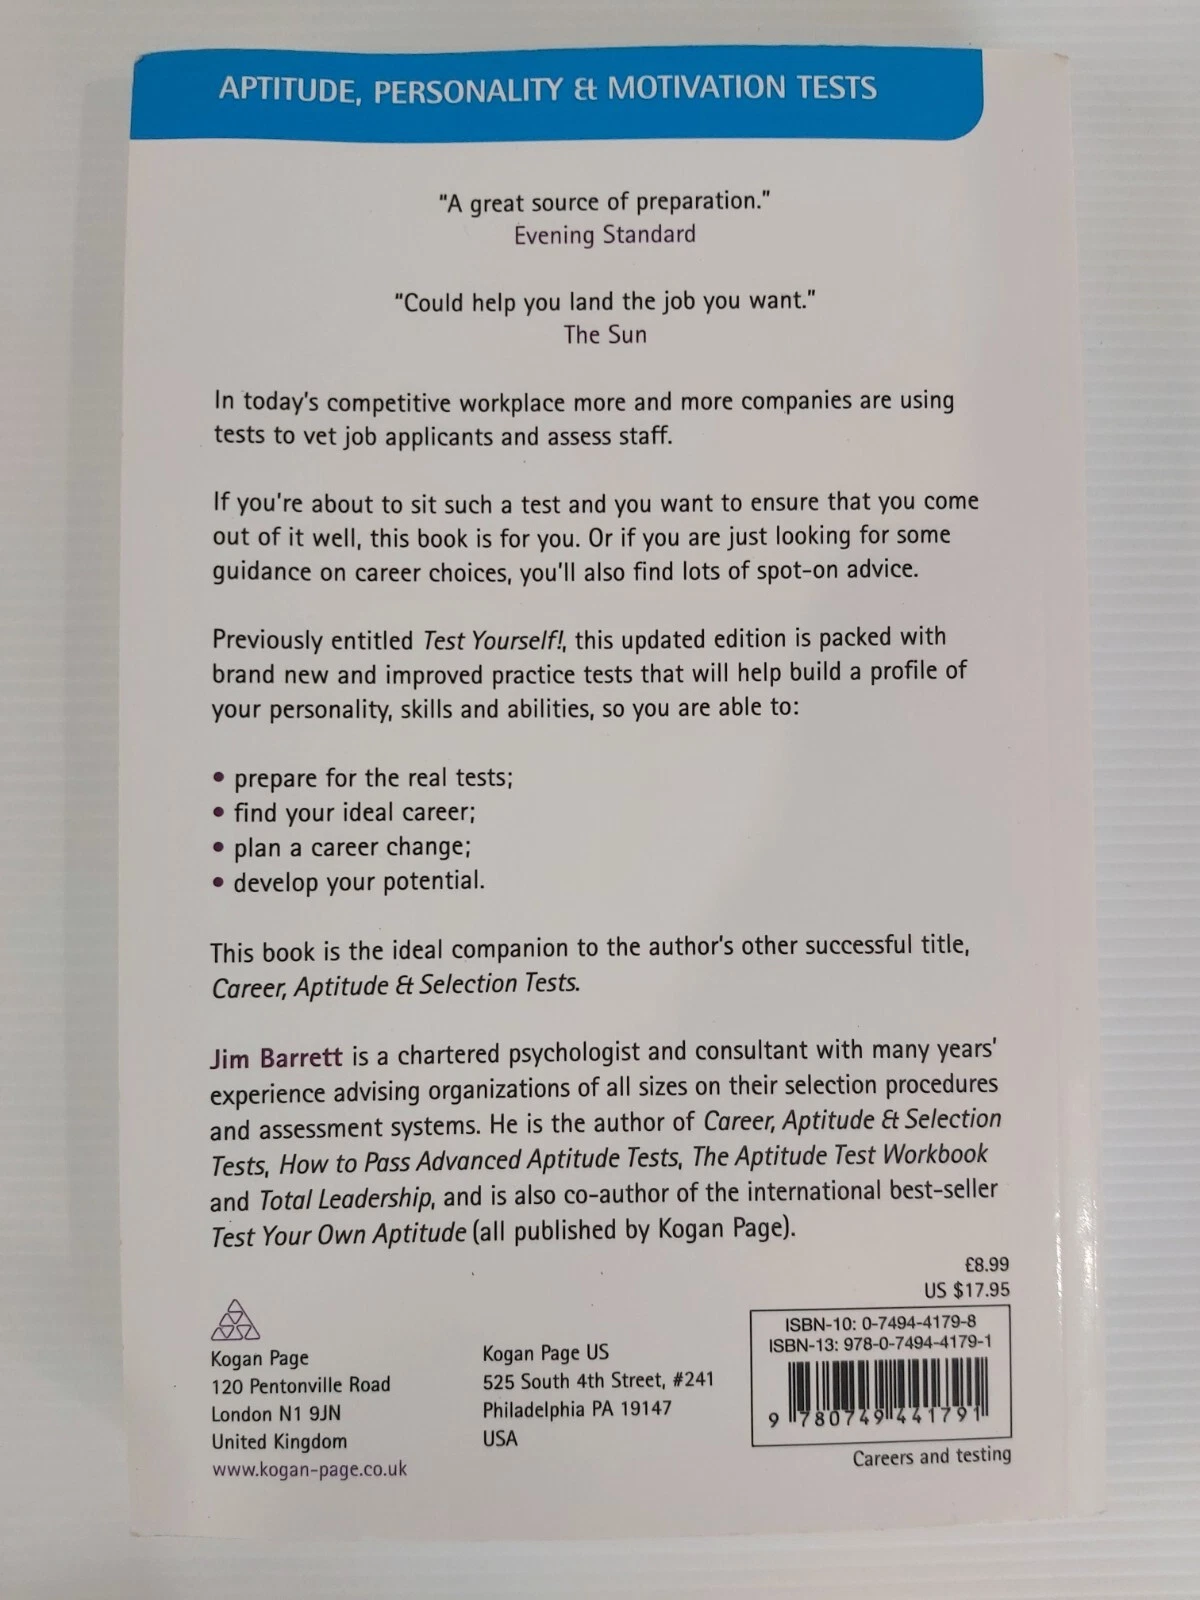 APTITUDE, PERSONALITY & MOTIVATION TESTS
"A great source of preparation."
Evening Standard
"Could help you land the job you want."
The Sun
In today's competitive workplace more and more companies are using
tests to vet job applicants and assess staff.
If you're about to sit such a test and you want to ensure that you come
out of it well, this book is for you. Or if you are just looking for some
guidance on career choices, you'll also find lots of spot-on advice.
Previously entitled Test Yourself!, this updated edition is packed with
brand new and improved practice tests that will help build a profile of
your personality, skills and abilities, so you are able to:
• prepare for the real tests;
• find your ideal career;
• plan a career change;
• develop your potential.
This book is the ideal companion to the author's other successful title,
Career, Aptitude & Selection Tests.
Jim Barrett is a chartered psychologist and consultant with many years'
experience advising organizations of all sizes on their selection procedures
and assessment systems. He is the author of Career, Aptitude & Selection
Tests, How to Pass Advanced Aptitude Tests, The Aptitude Test Workbook
and Total Leadership, and is also co-author of the international best-seller
Test Your Own Aptitude (all published by Kogan Page).
£8.99
US $17.95
Kogan Page
120 Pentonville Road
London N1 9JN
United Kingdom
www.kogan-page.co.uk
Kogan Page US
525 South 4th Street, #241
Philadelphia PA 19147
USA
ISBN-10: 0-7494-4179-8
ISBN-13: 978-0-7494-4179-1
9 780749 441791
Careers and testing